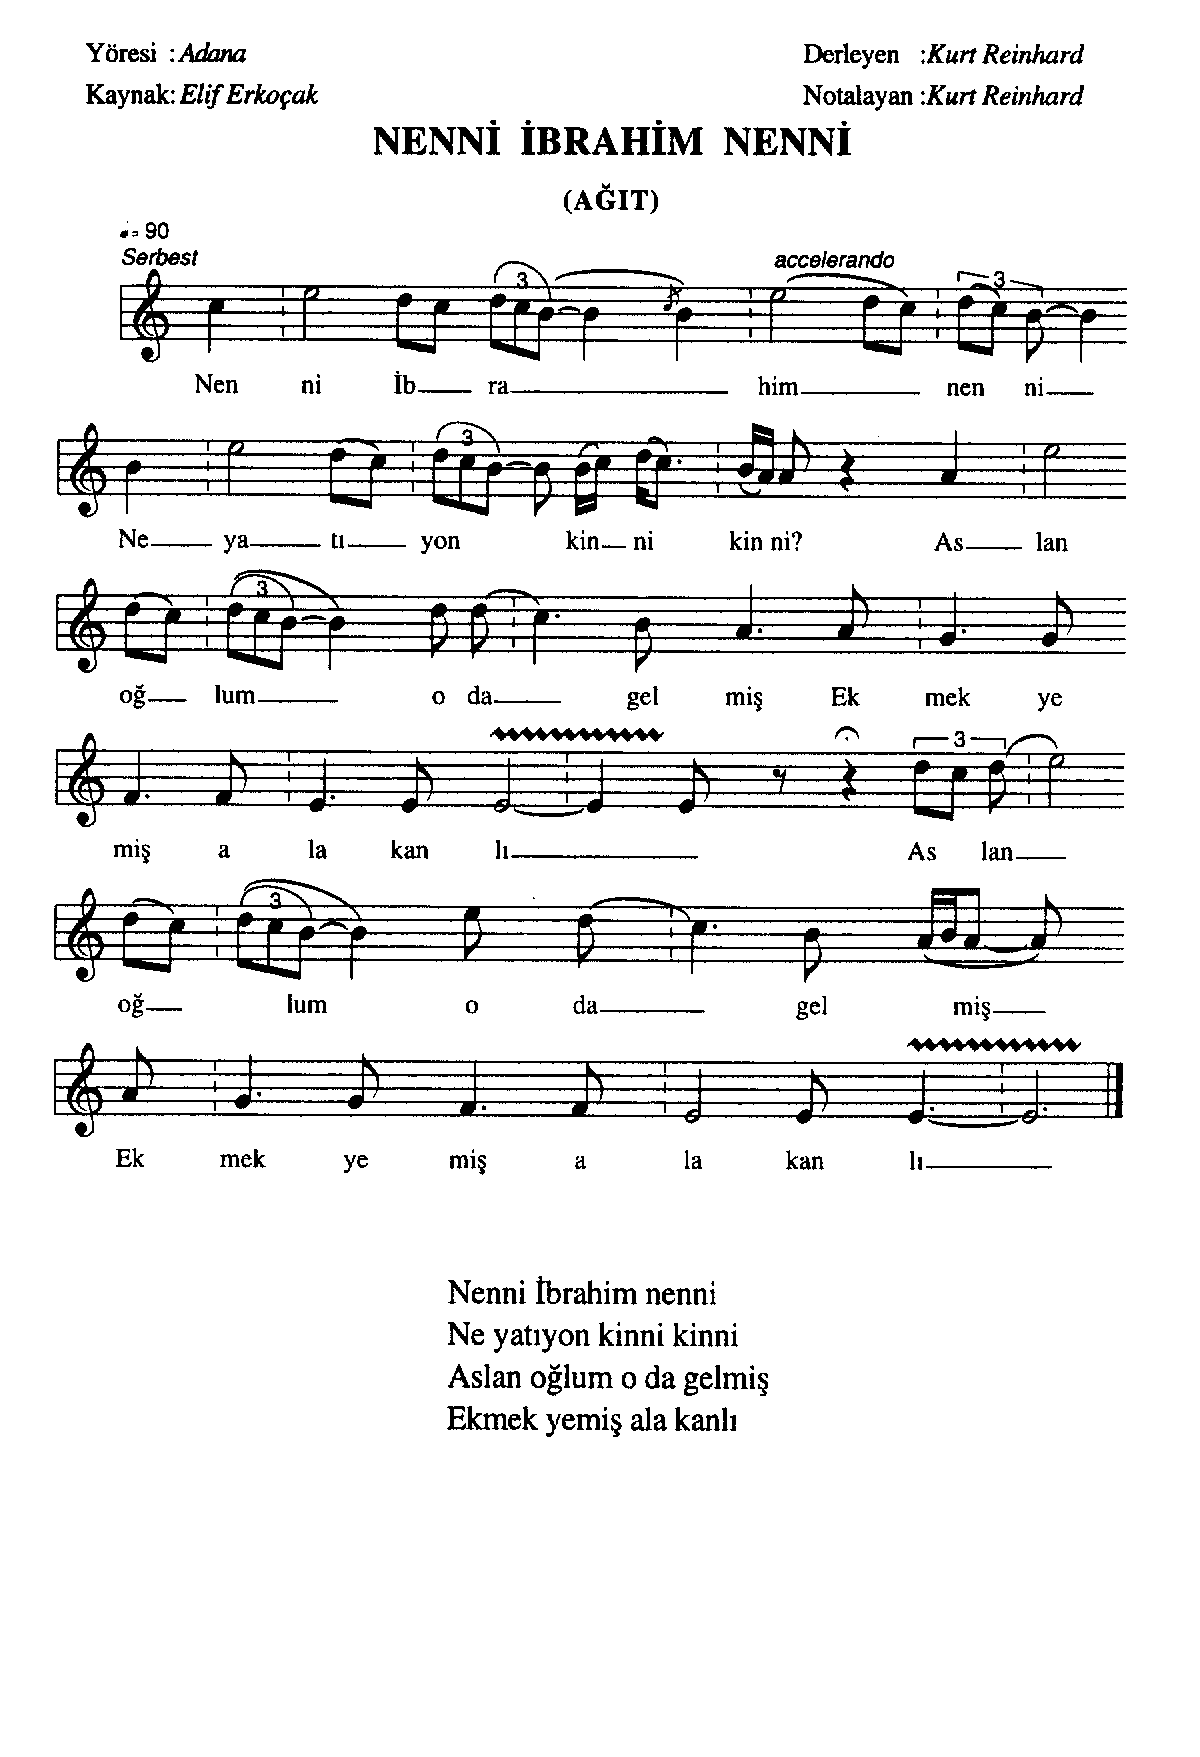 Yöresi : Adana
Derleyen : Kurt Reinhard
Kaynak: Elif Erkoçak
Notalayan : Kurt Reinhard
NENNİ İBRAHİM NENNİ
(AĞIT)
= 90
Serbest
accelerando
3 3
Nen ni İb ra him nen ni
3
Ne ya tı yon kin ni kin ni? As lan
3
oğ lum o da gel miş Ek mek ye
3
miş a la kan lı As lan
3
oğ lum o da gel miş
Ek mek ye miş a la kan lı
Nenni İbrahim nenni
Ne yatıyon kinni kinni
Aslan oğlum o da gelmiş
Ekmek yemiş ala kanlı